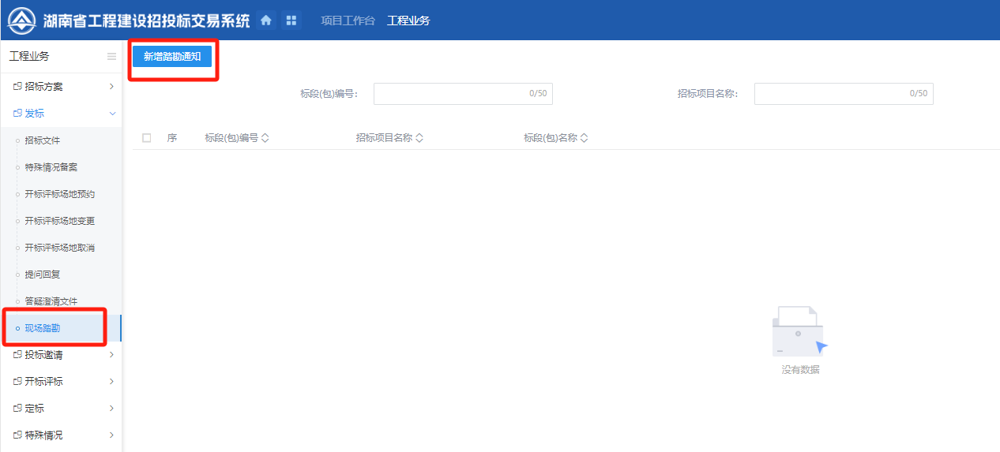 湖南省工程建设招投标交易系统 项目工作台 工程业务
工程业务
新增踏勘通知
招标方案
发标
招标文件
特殊情况备案
开标评标场地预约
开标评标场地变更
开标评标场地取消
提问回复
答疑澄清文件
现场踏勘
投标邀请
开标评标
定标
特殊情况
标段(包)编号: 0/50 招标项目名称: 0/50
序 标段(包)编号 招标项目名称 标段(包)名称
没有数据